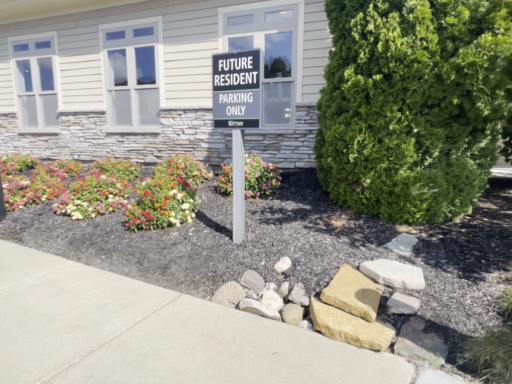 FUTURE
RESIDENT
PARKING
ONLY